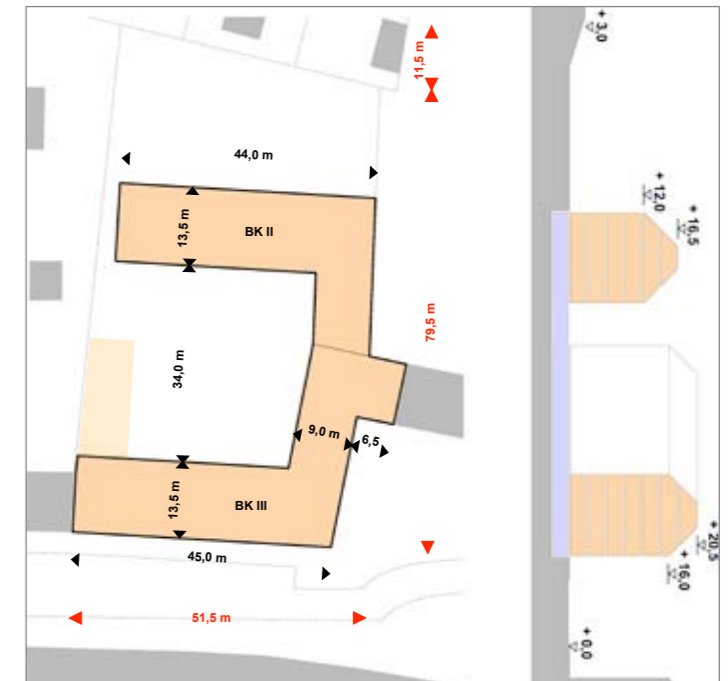 + 3,0
11,5 m
44,0 m
+ 12,0
+ 16,5
13,5 m
BK II
79,5 m
34,0 m
9,0 m
6,5
13,5 m
BK III
+ 20,5
45,0 m
+ 16,0
51,5 m
+ 0,0